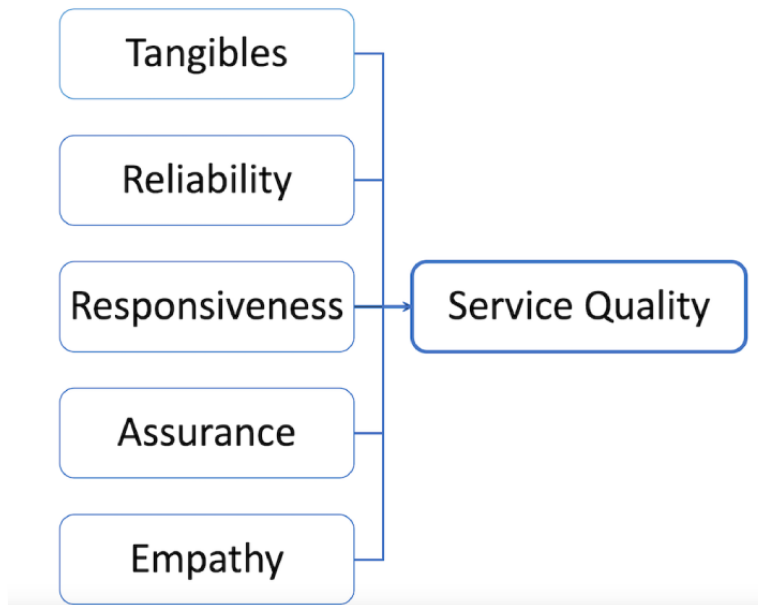 Tangibles
Reliability
Responsiveness
Service Quality
Assurance
Empathy